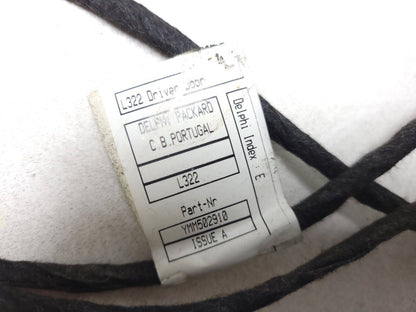 L322 Driver Door
DELPHI PACKARD
C B.PORTUGAL
L322
Part-Nr
YMM502910
ISSUE A
Delphi Index E